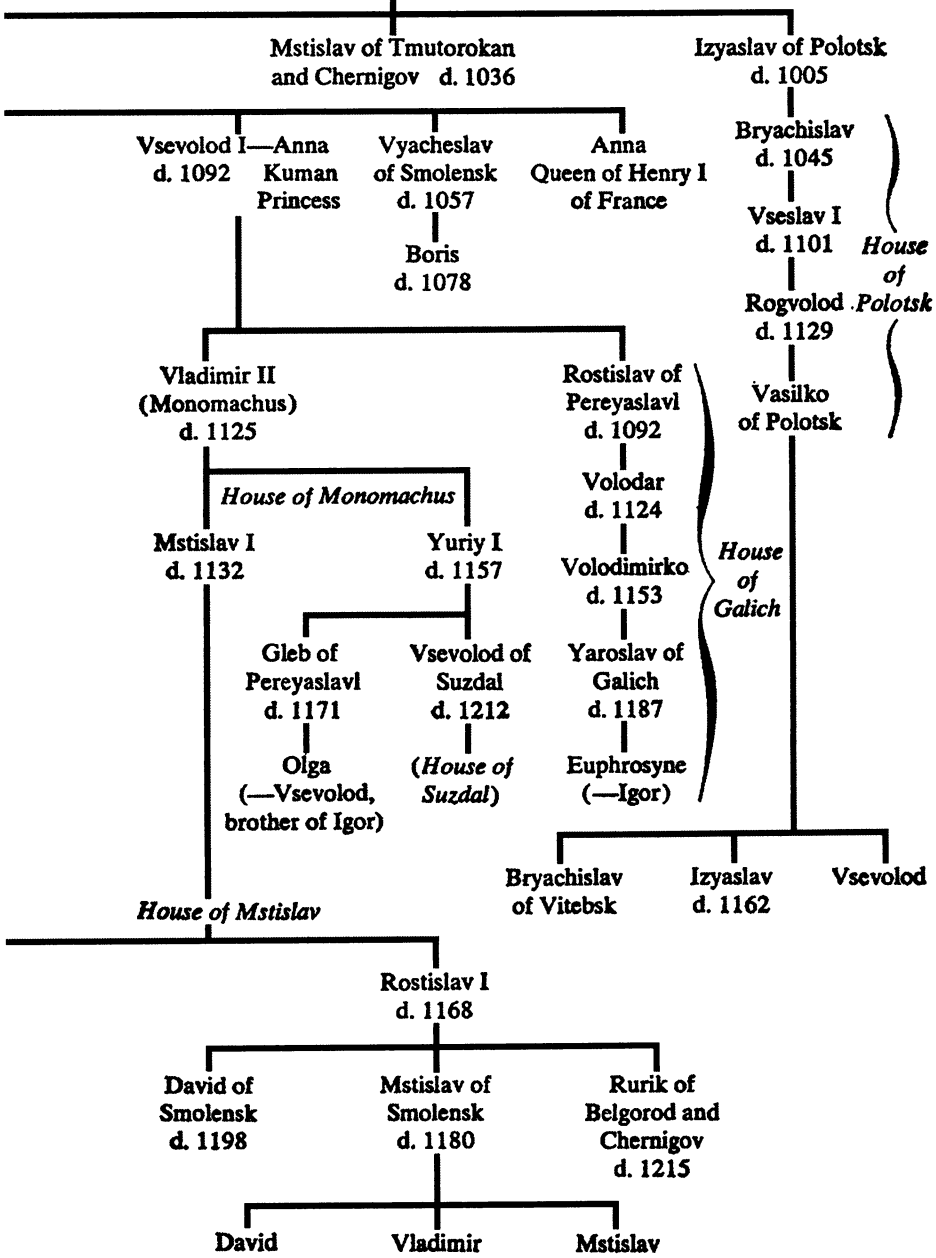 Mstislav of Tmutorokan
and Chernigov d. 1036
Izyaslav of Polotsk
d. 1005
Vsevolod I—Anna
d. 1092 Kuman
Princess
Vyacheslav
of Smolensk
d. 1057
Boris
d. 1078
Anna
Queen of Henry I
of France
Bryachislav
d. 1045
Vseslav I
d. 1101
Rogvolod
d. 1129
Vasilko
of Polotsk
House
of
Polotsk
Vladimir II
(Monomachus)
d. 1125
Rostislav of
Pereyaslavl
d. 1092
Volodar
d. 1124
Volodimirko
d. 1153
Yaroslav of
Galich
d. 1187
Euphrosyne
(—Igor)
House
of
Galich
House of Monomachus
Mstislav I
d. 1132
Yuriy I
d. 1157
Gleb of
Pereyaslavl
d. 1171
Olga
(—Vsevolod,
brother of Igor)
Vsevolod of
Suzdal
d. 1212
(House of
Suzdal)
Bryachislav
of Vitebsk
Izyaslav
d. 1162
Vsevolod
House of Mstislav
Rostislav I
d. 1168
David of
Smolensk
d. 1198
Mstislav of
Smolensk
d. 1180
Rurik of
Belgorod and
Chernigov
d. 1215
David
Vladimir
Mstislav